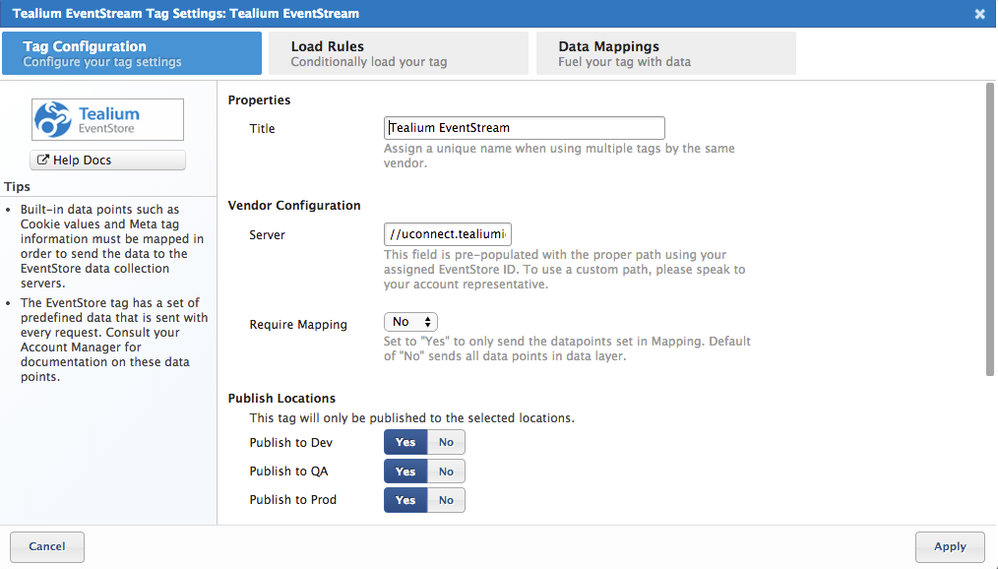 Tealium EventStream Tag Settings: Tealium EventStream
Tag Configuration
Configure your tag settings
Load Rules
Conditionally load your tag
Data Mappings
Fuel your tag with data
Tealium
EventStore
Help Docs
Tips
• Built-in data points such as
Cookie values and Meta tag
information must be mapped in
order to send the data to the
EventStore data collection
servers.
• The EventStore tag has a set of
predefined data that is sent with
every request. Consult your
Account Manager for
documentation on these data
points.
Properties
Title
Tealium EventStream
Assign a unique name when using multiple tags by the same
vendor.
Vendor Configuration
Server
//uconnect.tealiumi
This field is pre-populated with the proper path using your
assigned EventStore ID. To use a custom path, please speak to
your account representative.
Require Mapping
No
Set to "Yes" to only send the datapoints set in Mapping. Default
of "No" sends all data points in data layer.
Publish Locations
This tag will only be published to the selected locations.
Publish to Dev Yes No
Publish to QA Yes No
Publish to Prod Yes No
Cancel
Apply